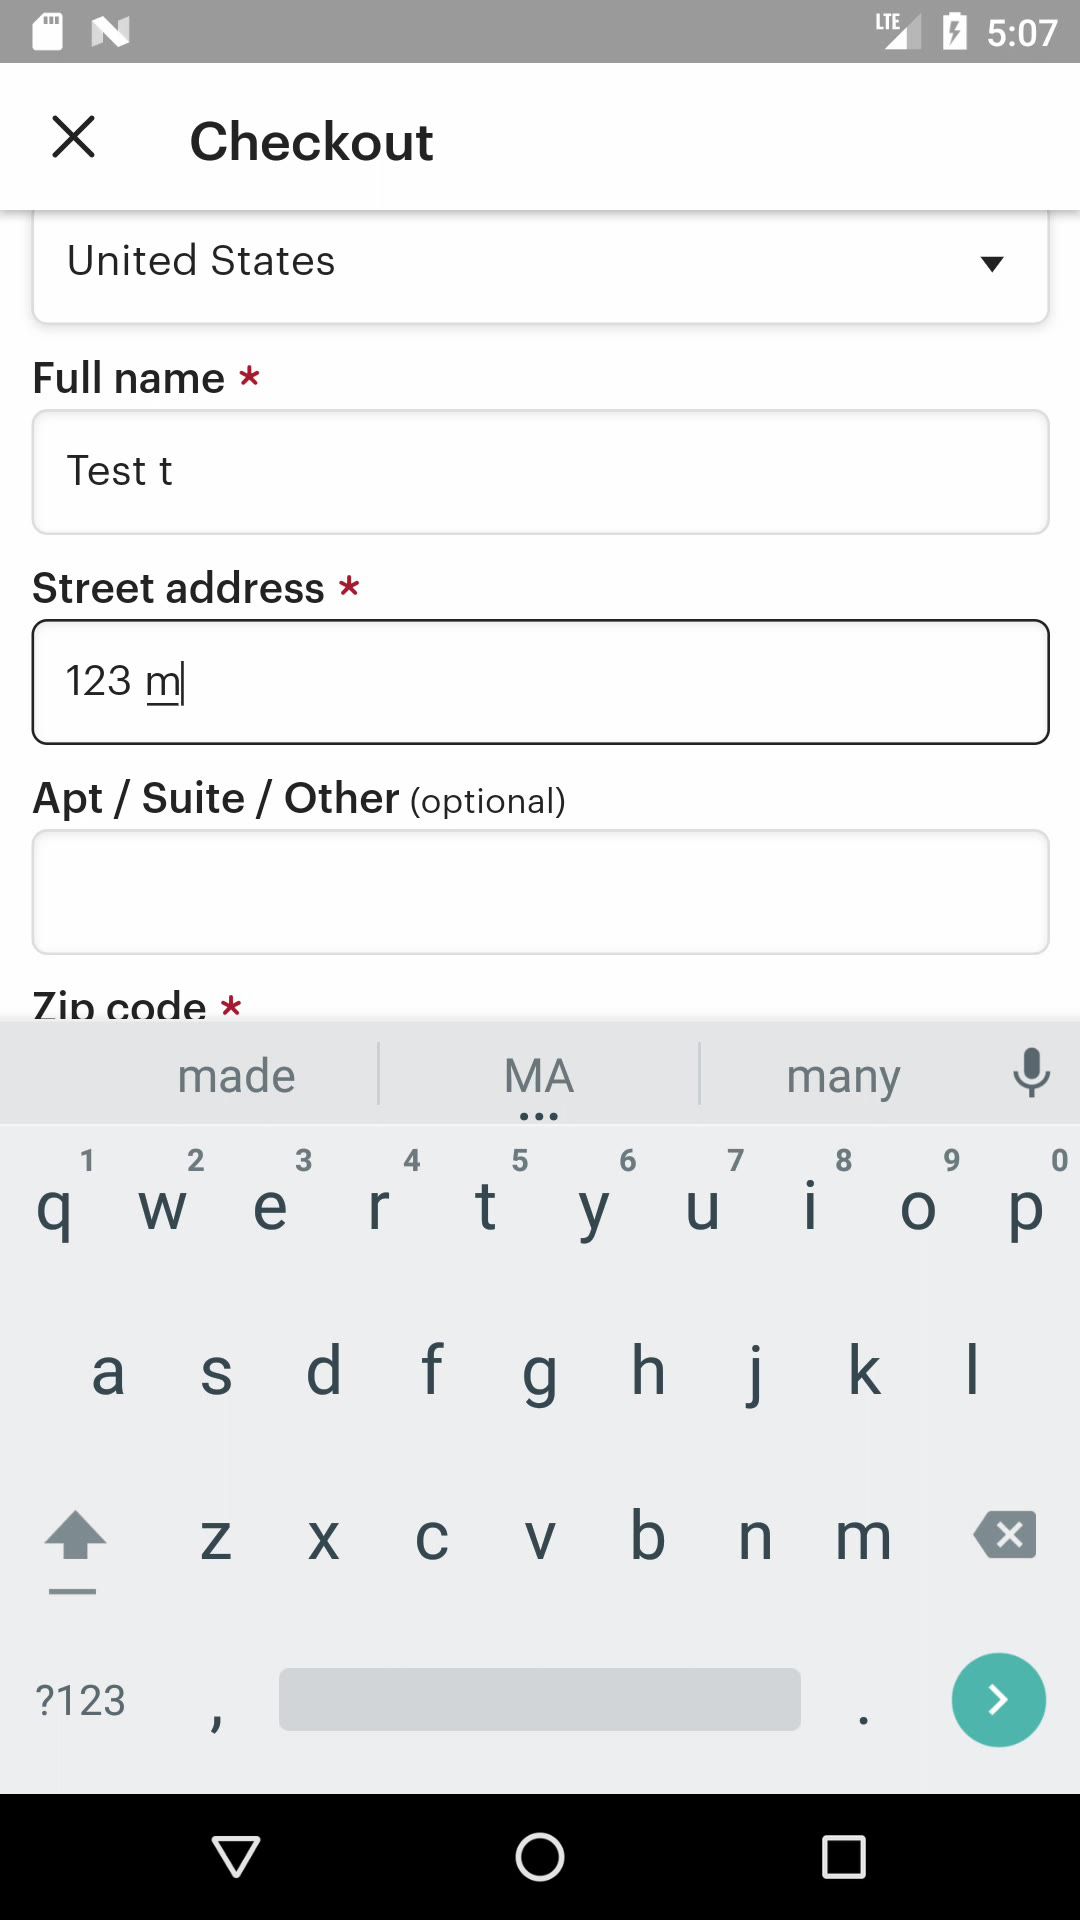 LTE 5:07
Checkout
United States
Full name *
Test t
Street address *
123 m
Apt / Suite / Other (optional)
Zip code *
made MA many
1 2 3 4 5 6 7 8 9 0
q w e r t y u i o p
a s d f g h j k l
z x c v b n m
?123 , .